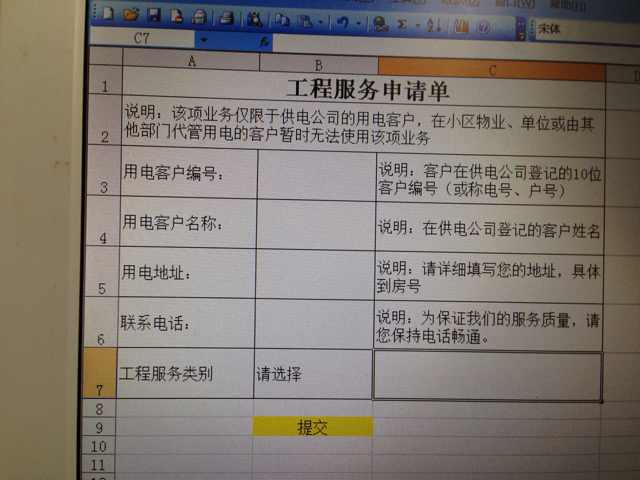 C7
fx
宋体
A B C D
1 工程服务申请单
2 说明：该项业务仅限于供电公司的用电客户，在小区物业、单位或由其
他部门代管用电的客户暂时无法使用该项业务
3 用电客户编号： 说明：客户在供电公司登记的10位
客户编号（或称电号、户号）
4 用电客户名称： 说明：在供电公司登记的客户姓名
5 用电地址： 说明：请详细填写您的地址，具体
到房号
6 联系电话： 说明：为保证我们的服务质量，请
您保持电话畅通。
7 工程服务类别 请选择
8
9 提交
10
11